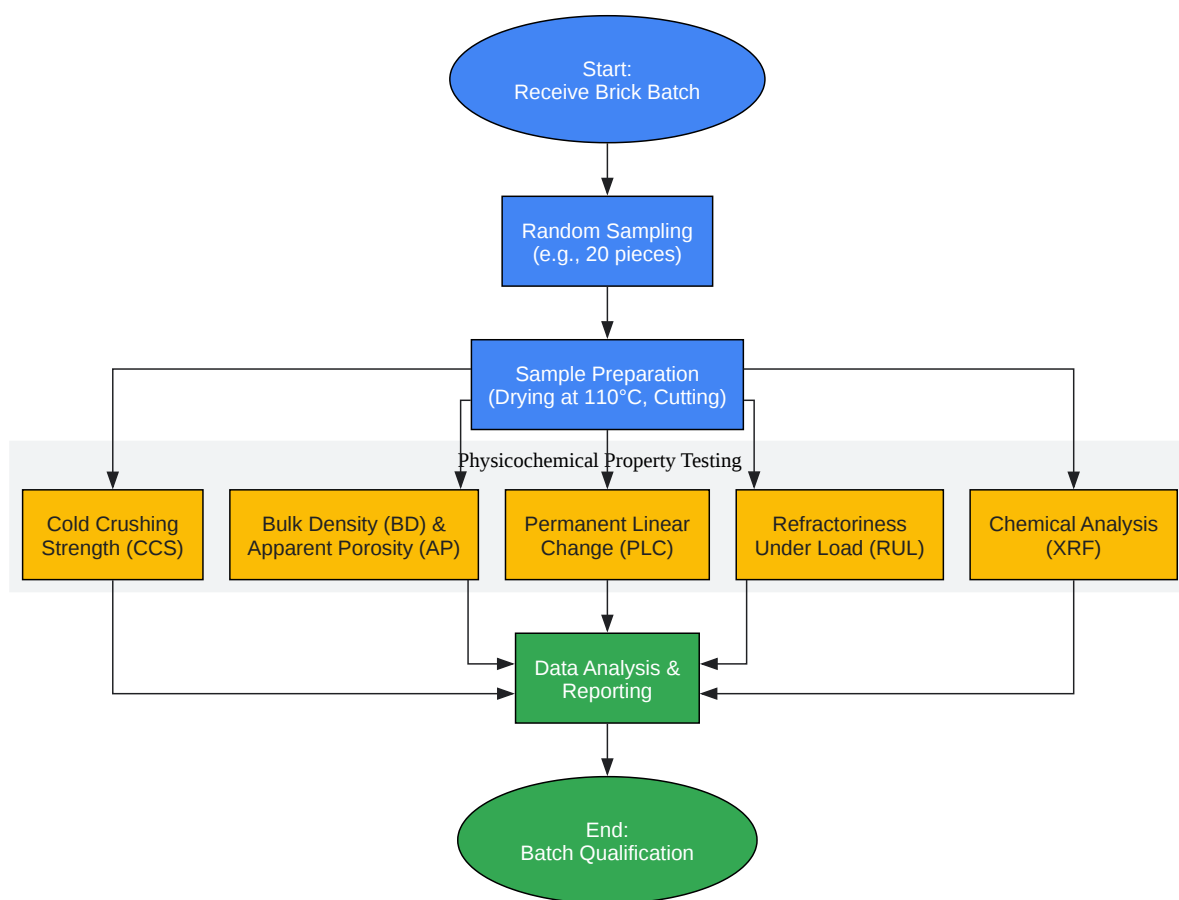 Start:
Receive Brick Batch
Random Sampling
(e.g., 20 pieces)
Sample Preparation
(Drying at 110°C, Cutting)
Physicochemical Property Testing
Cold Crushing
Strength (CCS)
Bulk Density (BD) &
Apparent Porosity (AP)
Permanent Linear
Change (PLC)
Refractoriness
Under Load (RUL)
Chemical Analysis
(XRF)
Data Analysis &
Reporting
End:
Batch Qualification